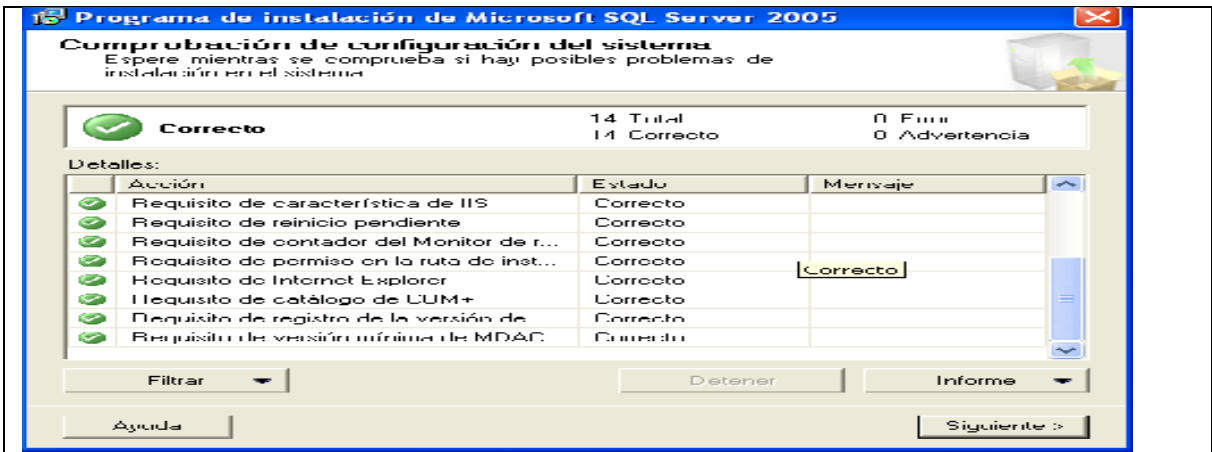 Programa de instalación de Microsoft SQL Server 2005
Comprobación de configuración del sistema
Espere mientras se comprueba si hay posibles problemas de
instalación en el sistema
Correcto
14 Total
0 Error
14 Correcto
0 Advertencia
Detalles:
Acción Estado Mensaje
Requisito de característica de IIS Correcto
Requisito de reinicio pendiente Correcto
Requisito de contador del Monitor de r... Correcto
Requisito de permiso en la ruta de inst... Correcto
Correcto
Requisito de Internet Explorer Correcto
Requisito de catálogo de COM+ Correcto
Requisito de registro de la versión de Correcto
Requisito de versión mínima de MDAC Correcto
Filtrar Detener Informe
Ayuda Siguiente >